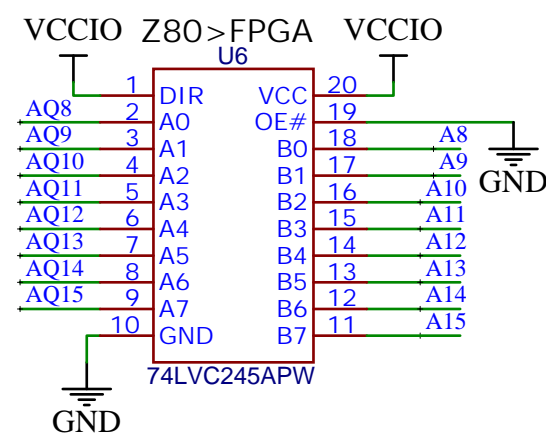 VCCIO Z80>FPGA VCCIO
U6
1 DIR VCC 20
AQ8 2 A0 OE# 19
AQ9 3 A1 B0 18 A8
AQ10 4 A2 B1 17 A9 GND
AQ11 5 A3 B2 16 A10
AQ12 6 A4 B3 15 A11
AQ13 7 A5 B4 14 A12
AQ14 8 A6 B5 13 A13
AQ15 9 A7 B6 12 A14
10 GND B7 11 A15
74LVC245APW
GND